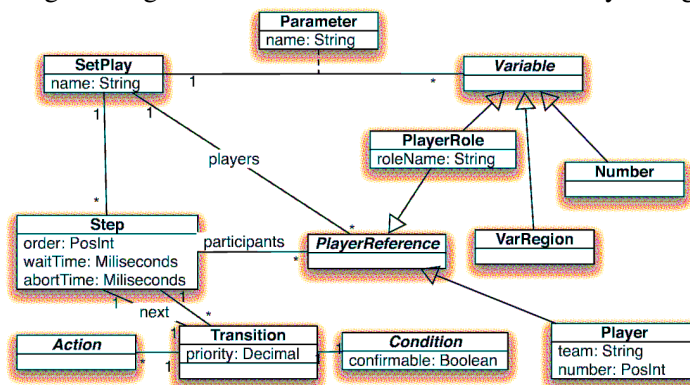 Parameter
name: String
SetPlay
name: String
1
*
Variable
1
1
players
PlayerRole
roleName: String
Number
*
*
Step
order: PosInt
waitTime: Miliseconds
abortTime: Miliseconds
participants
*
PlayerReference
VarRegion
1
1
next
*
1
Action
*
1
Transition
priority: Decimal
1
1
Condition
confirmable: Boolean
Player
team: String
number: PosInt